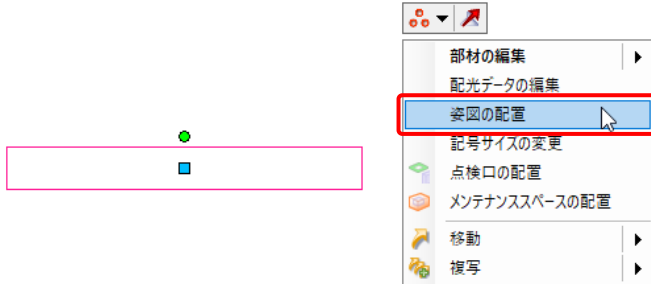 部材の編集
配光データの編集
姿図の配置
記号サイズの変更
点検口の配置
メンテナンススペースの配置
移動
複写